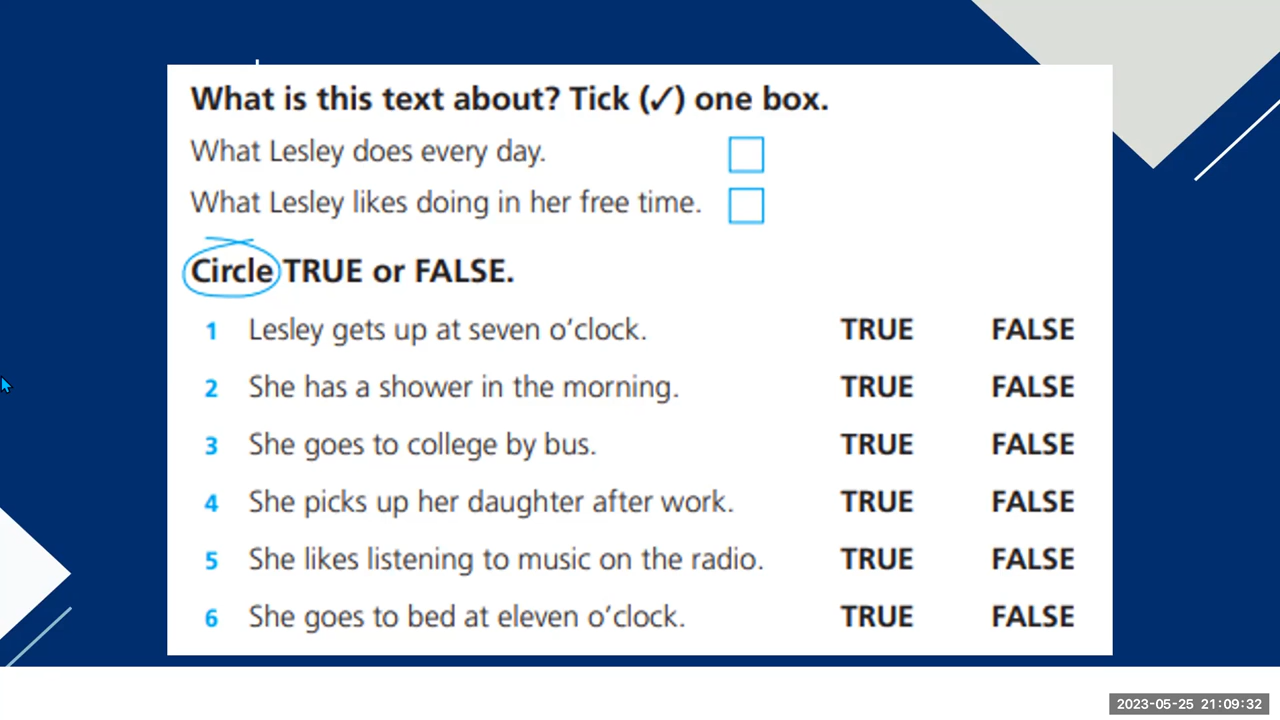 What is this text about? Tick (✓) one box.
What Lesley does every day.
What Lesley likes doing in her free time.
Circle TRUE or FALSE.
1 Lesley gets up at seven o’clock. TRUE FALSE
2 She has a shower in the morning. TRUE FALSE
3 She goes to college by bus. TRUE FALSE
4 She picks up her daughter after work. TRUE FALSE
5 She likes listening to music on the radio. TRUE FALSE
6 She goes to bed at eleven o’clock. TRUE FALSE
2023-05-25 21:09:32